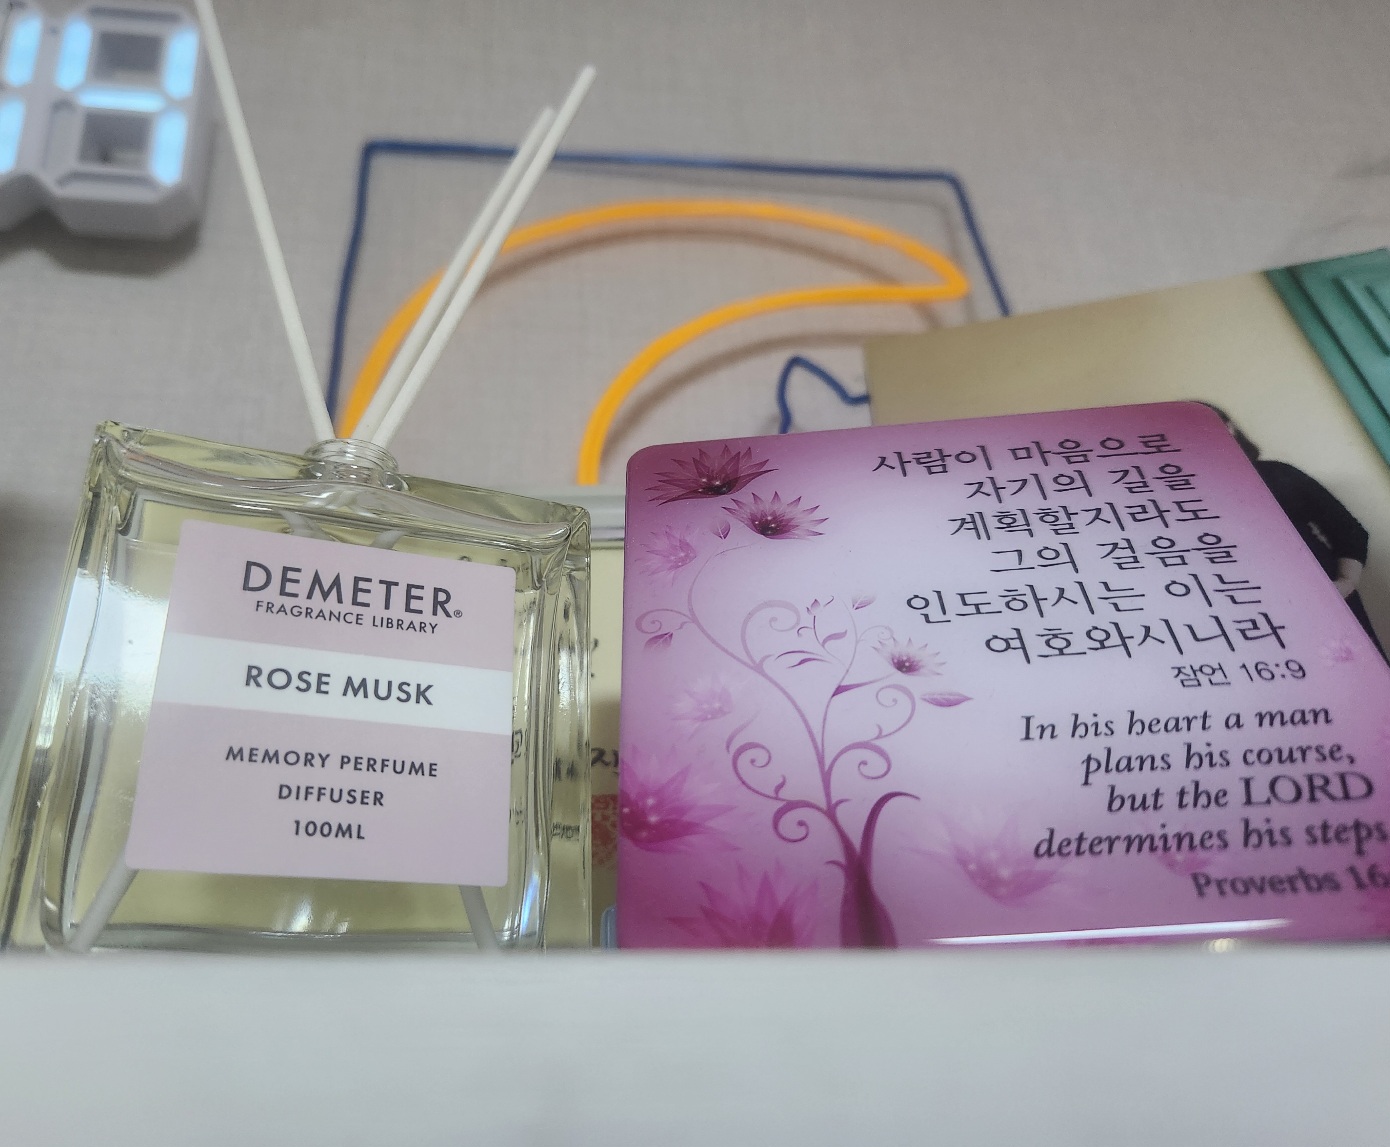 DEMETER®
FRAGRANCE LIBRARY
ROSE MUSK
MEMORY PERFUME
DIFFUSER
100ML
사람이 마음으로
자기의 길을
계획할지라도
그의 걸음을
인도하시는 이는
여호와시니라
잠언 16:9
In his heart a man
plans his course,
but the LORD
determines his steps
Proverbs 16: